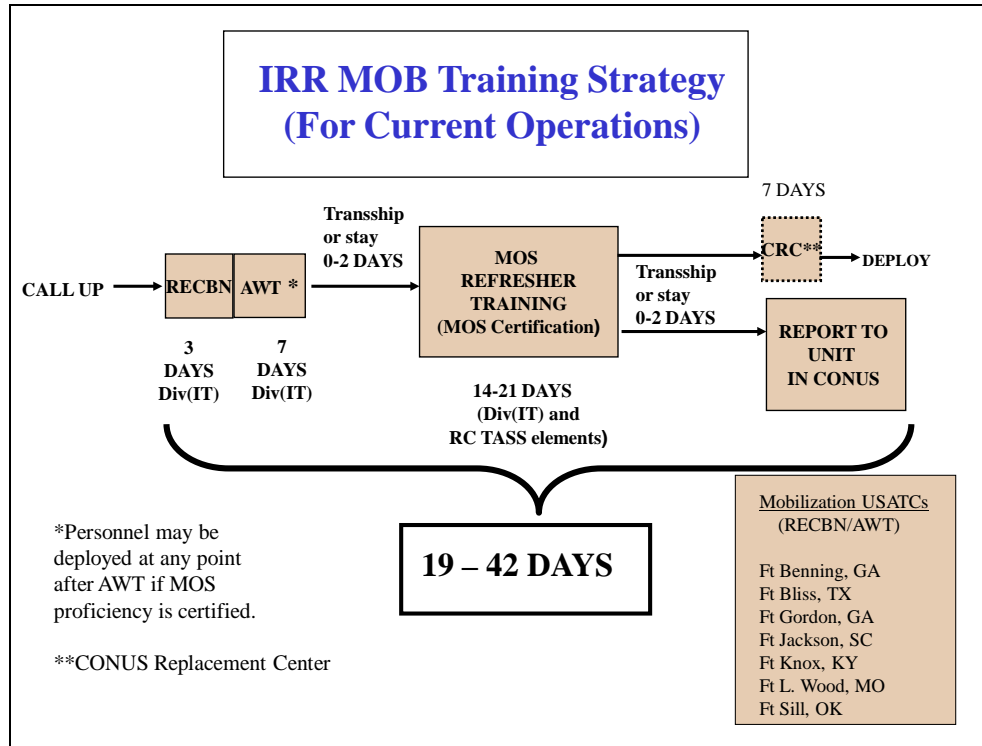 IRR MOB Training Strategy
(For Current Operations)
CALL UP
RECBN
AWT *
3
DAYS
Div(IT)
7
DAYS
Div(IT)
Transship
or stay
0-2 DAYS
MOS
REFRESHER
TRAINING
(MOS Certification)
14-21 DAYS
(Div(IT) and
RC TASS elements)
7 DAYS
CRC**
DEPLOY
Transship
or stay
0-2 DAYS
REPORT TO
UNIT
IN CONUS
19 – 42 DAYS
*Personnel may be
deployed at any point
after AWT if MOS
proficiency is certified.
**CONUS Replacement Center
Mobilization USATCs
(RECBN/AWT)
Ft Benning, GA
Ft Bliss, TX
Ft Gordon, GA
Ft Jackson, SC
Ft Knox, KY
Ft L. Wood, MO
Ft Sill, OK